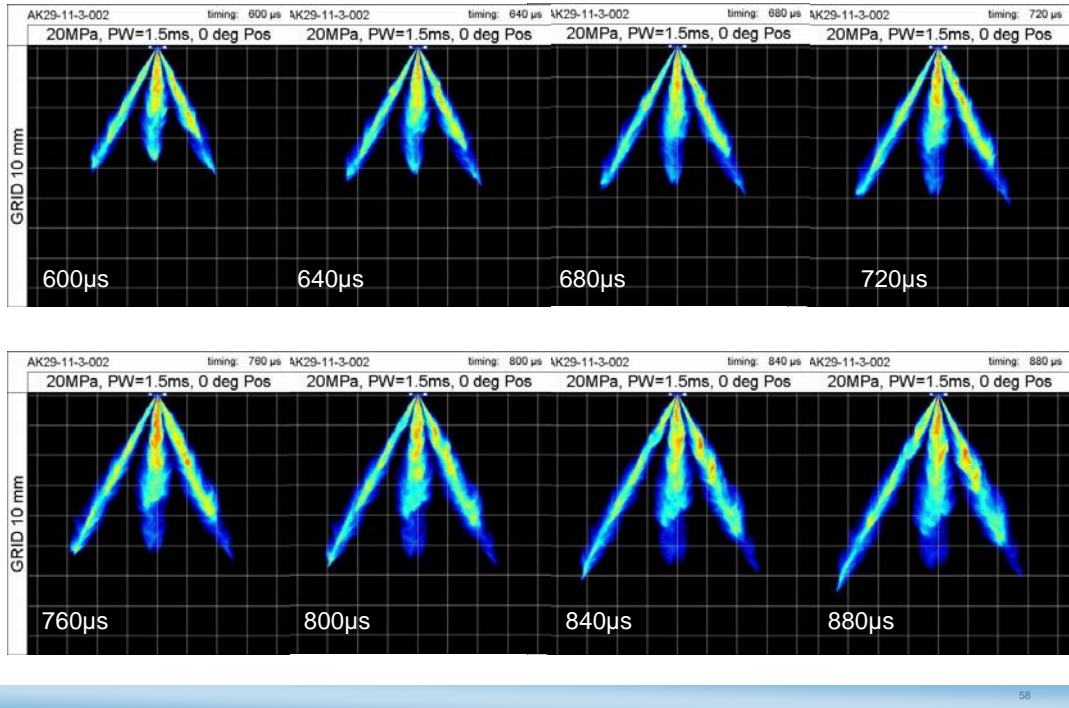 AK29-11-3-002 timing: 600 µs AK29-11-3-002 timing: 640 µs AK29-11-3-002 timing: 680 µs AK29-11-3-002 timing: 720 µs
20MPa, PW=1.5ms, 0 deg Pos 20MPa, PW=1.5ms, 0 deg Pos 20MPa, PW=1.5ms, 0 deg Pos 20MPa, PW=1.5ms, 0 deg Pos
GRID 10 mm
600µs 640µs 680µs 720µs
AK29-11-3-002 timing: 760 µs AK29-11-3-002 timing: 800 µs AK29-11-3-002 timing: 840 µs AK29-11-3-002 timing: 880 µs
20MPa, PW=1.5ms, 0 deg Pos 20MPa, PW=1.5ms, 0 deg Pos 20MPa, PW=1.5ms, 0 deg Pos 20MPa, PW=1.5ms, 0 deg Pos
GRID 10 mm
760µs 800µs 840µs 880µs
58